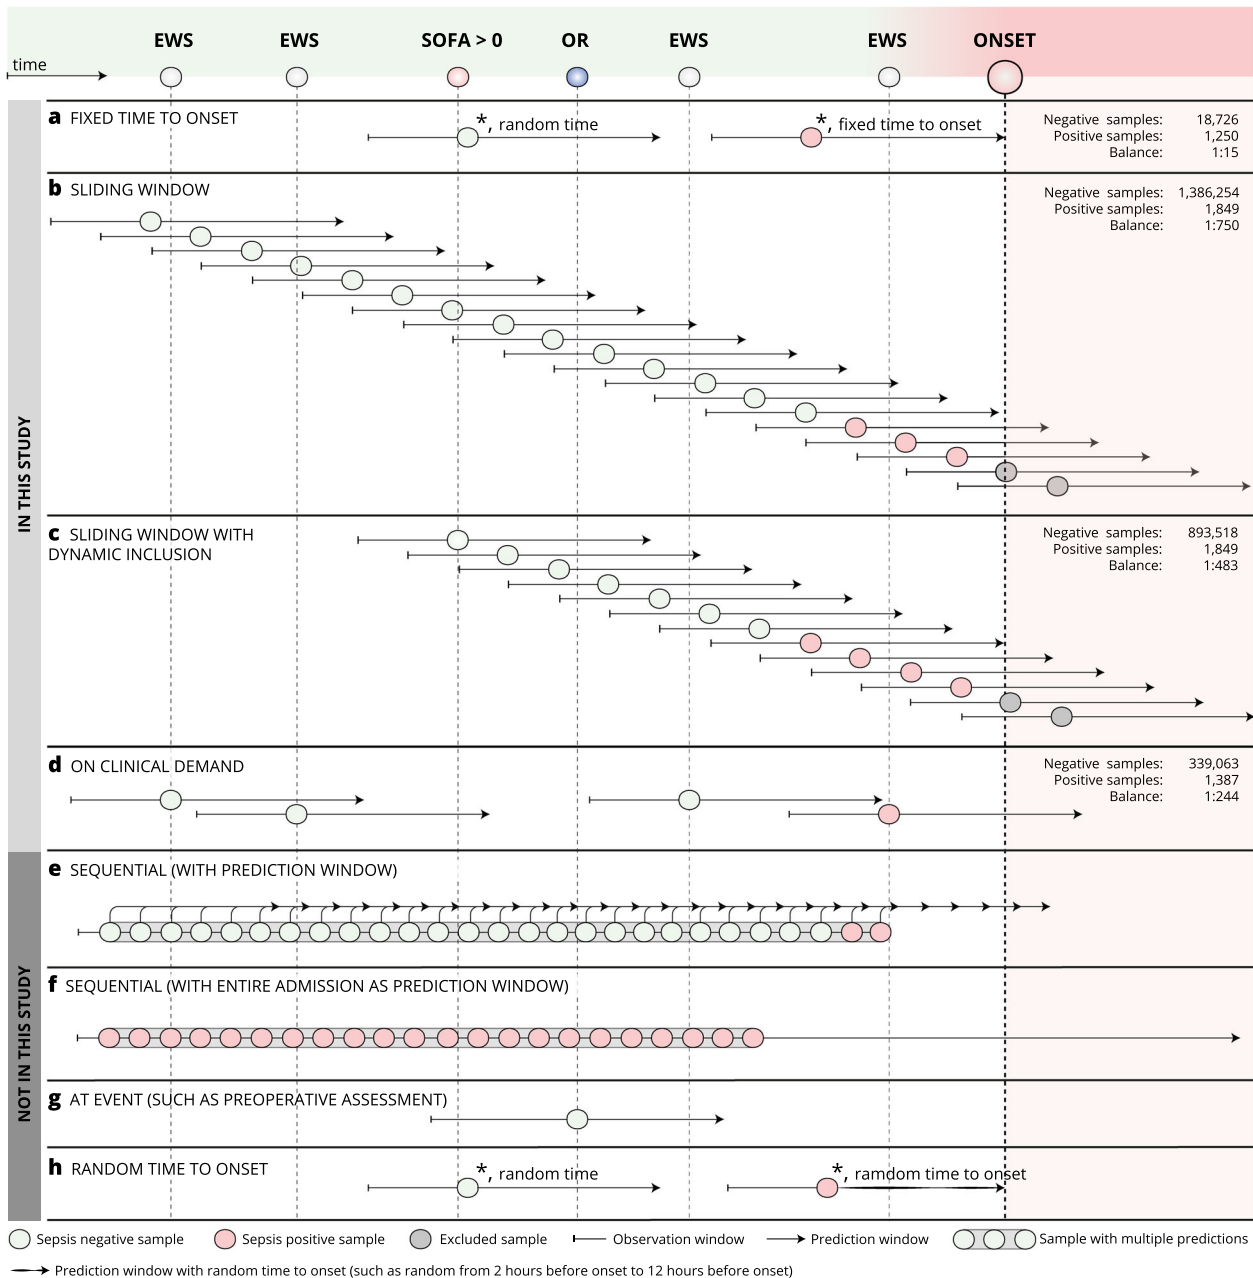 EWS EWS SOFA > 0 OR EWS EWS ONSET
time
IN THIS STUDY
a FIXED TIME TO ONSET
*, random time
*, fixed time to onset
Negative samples: 18,726
Positive samples: 1,250
Balance: 1:15
b SLIDING WINDOW
Negative samples: 1,386,254
Positive samples: 1,849
Balance: 1:750
c SLIDING WINDOW WITH
DYNAMIC INCLUSION
Negative samples: 893,518
Positive samples: 1,849
Balance: 1:483
d ON CLINICAL DEMAND
Negative samples: 339,063
Positive samples: 1,387
Balance: 1:244
NOT IN THIS STUDY
e SEQUENTIAL (WITH PREDICTION WINDOW)
f SEQUENTIAL (WITH ENTIRE ADMISSION AS PREDICTION WINDOW)
g AT EVENT (SUCH AS PREOPERATIVE ASSESSMENT)
h RANDOM TIME TO ONSET
*, random time
*, ramdom time to onset
Sepsis negative sample
Sepsis positive sample
Excluded sample
Observation window
Prediction window
Sample with multiple predictions
Prediction window with random time to onset (such as random from 2 hours before onset to 12 hours before onset)